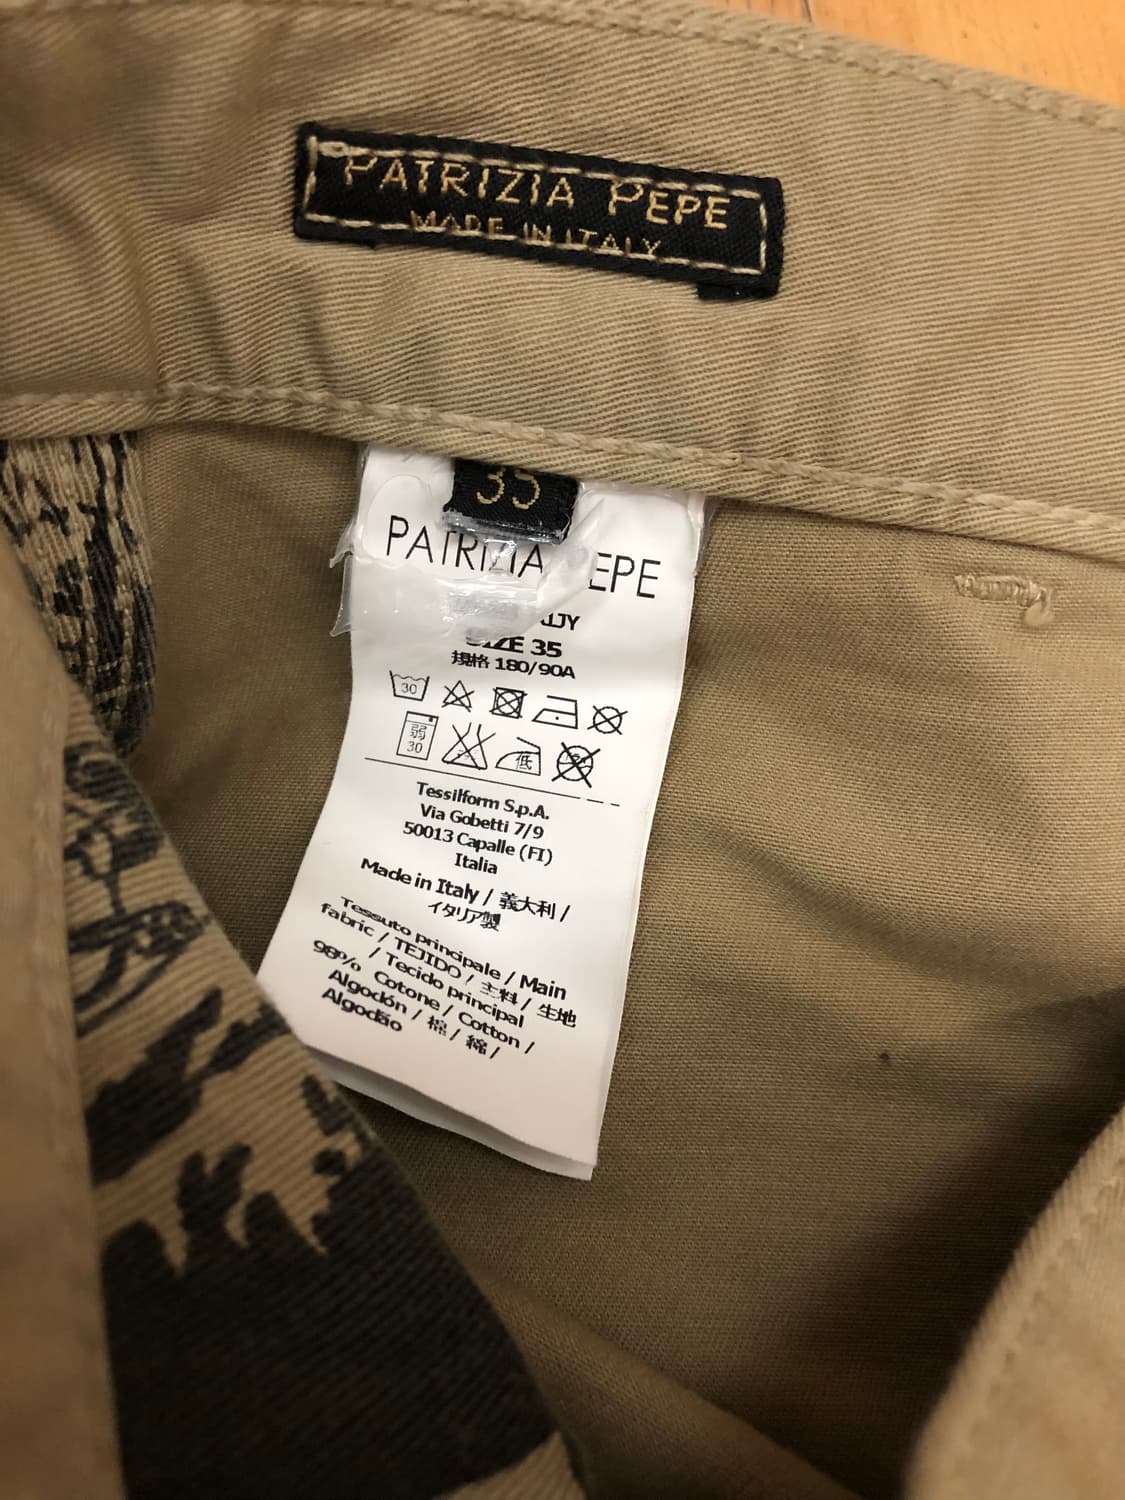 PATRIZIA PEPE
MADE IN ITALY
35
PATRIZIA PEPE
SIZE 35
規格 180/90A
30
弱
30
低
Tessilform S.p.A.
Via Gobetti 7/9
50013 Capalle (FI)
Italia
Made in Italy / 義大利 /
イタリア製
Tessuto principale / Main
fabric / TEJIDO / 主料 / 生地
/ Tecido principal
98% Cotone / Cotton /
Algodón / 棉 / 綿 /
Algodão